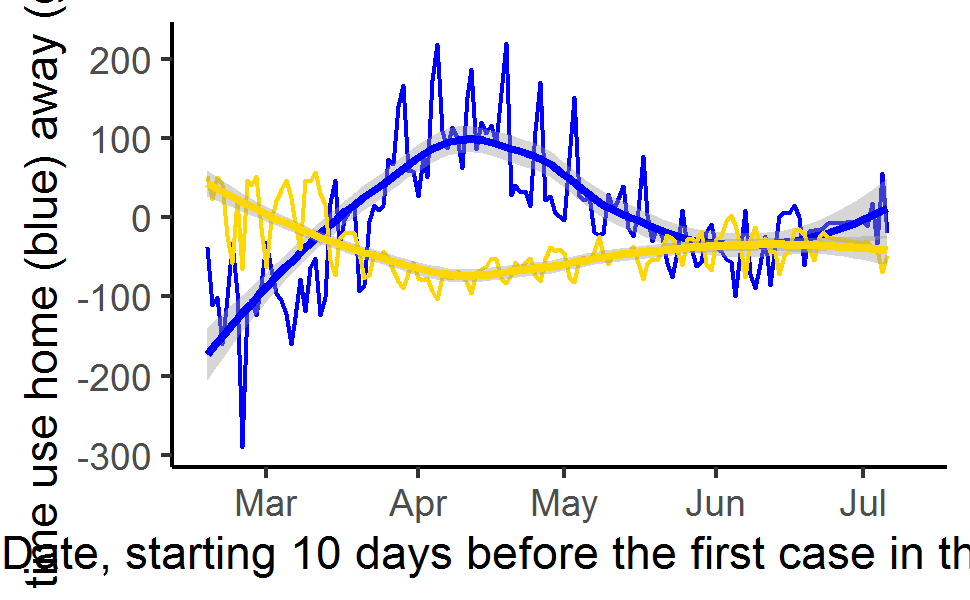 time use home (blue) away (
200
100
0
-100
-200
-300
Mar Apr May Jun Jul
Date, starting 10 days before the first case in th